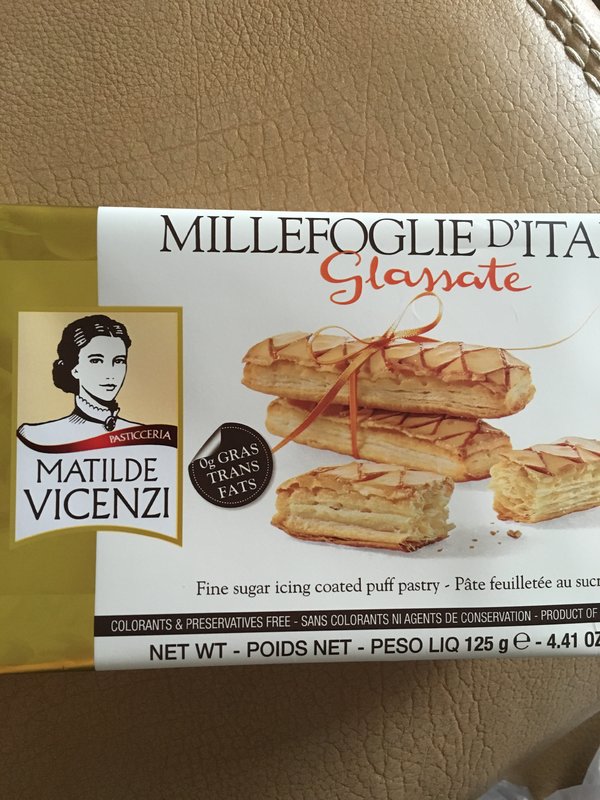 MILLEFOGLIE D'ITA
Glassate
PASTICCERIA
MATILDE
VICENZI
0g GRAS
TRANS
FATS
Fine sugar icing coated puff pastry - Pâte feuilletée au sucr
COLORANTS & PRESERVATIVES FREE - SANS COLORANTS NI AGENTS DE CONSERVATION - PRODUCT OF
NET WT - POIDS NET - PESO LIQ 125 g ℮ - 4.41 OZ